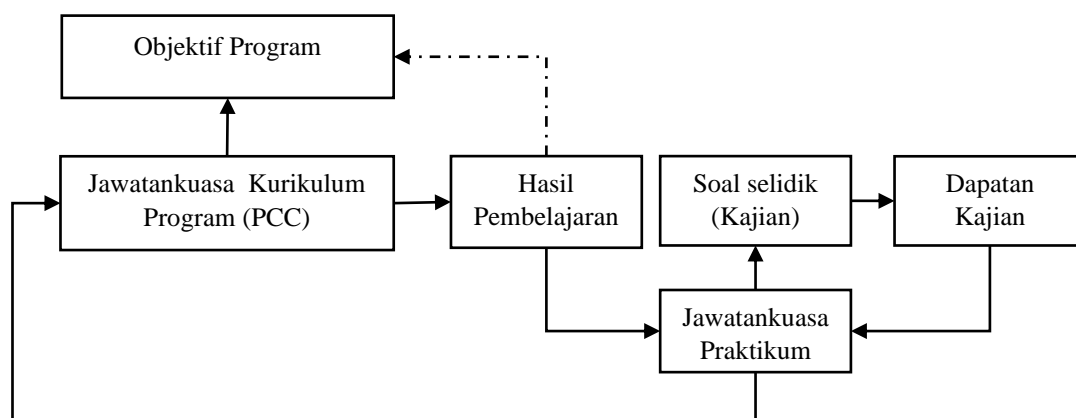 Objektif Program
Jawatankuasa Kurikulum
Program (PCC)
Hasil
Pembelajaran
Soal selidik
(Kajian)
Dapatan
Kajian
Jawatankuasa
Praktikum